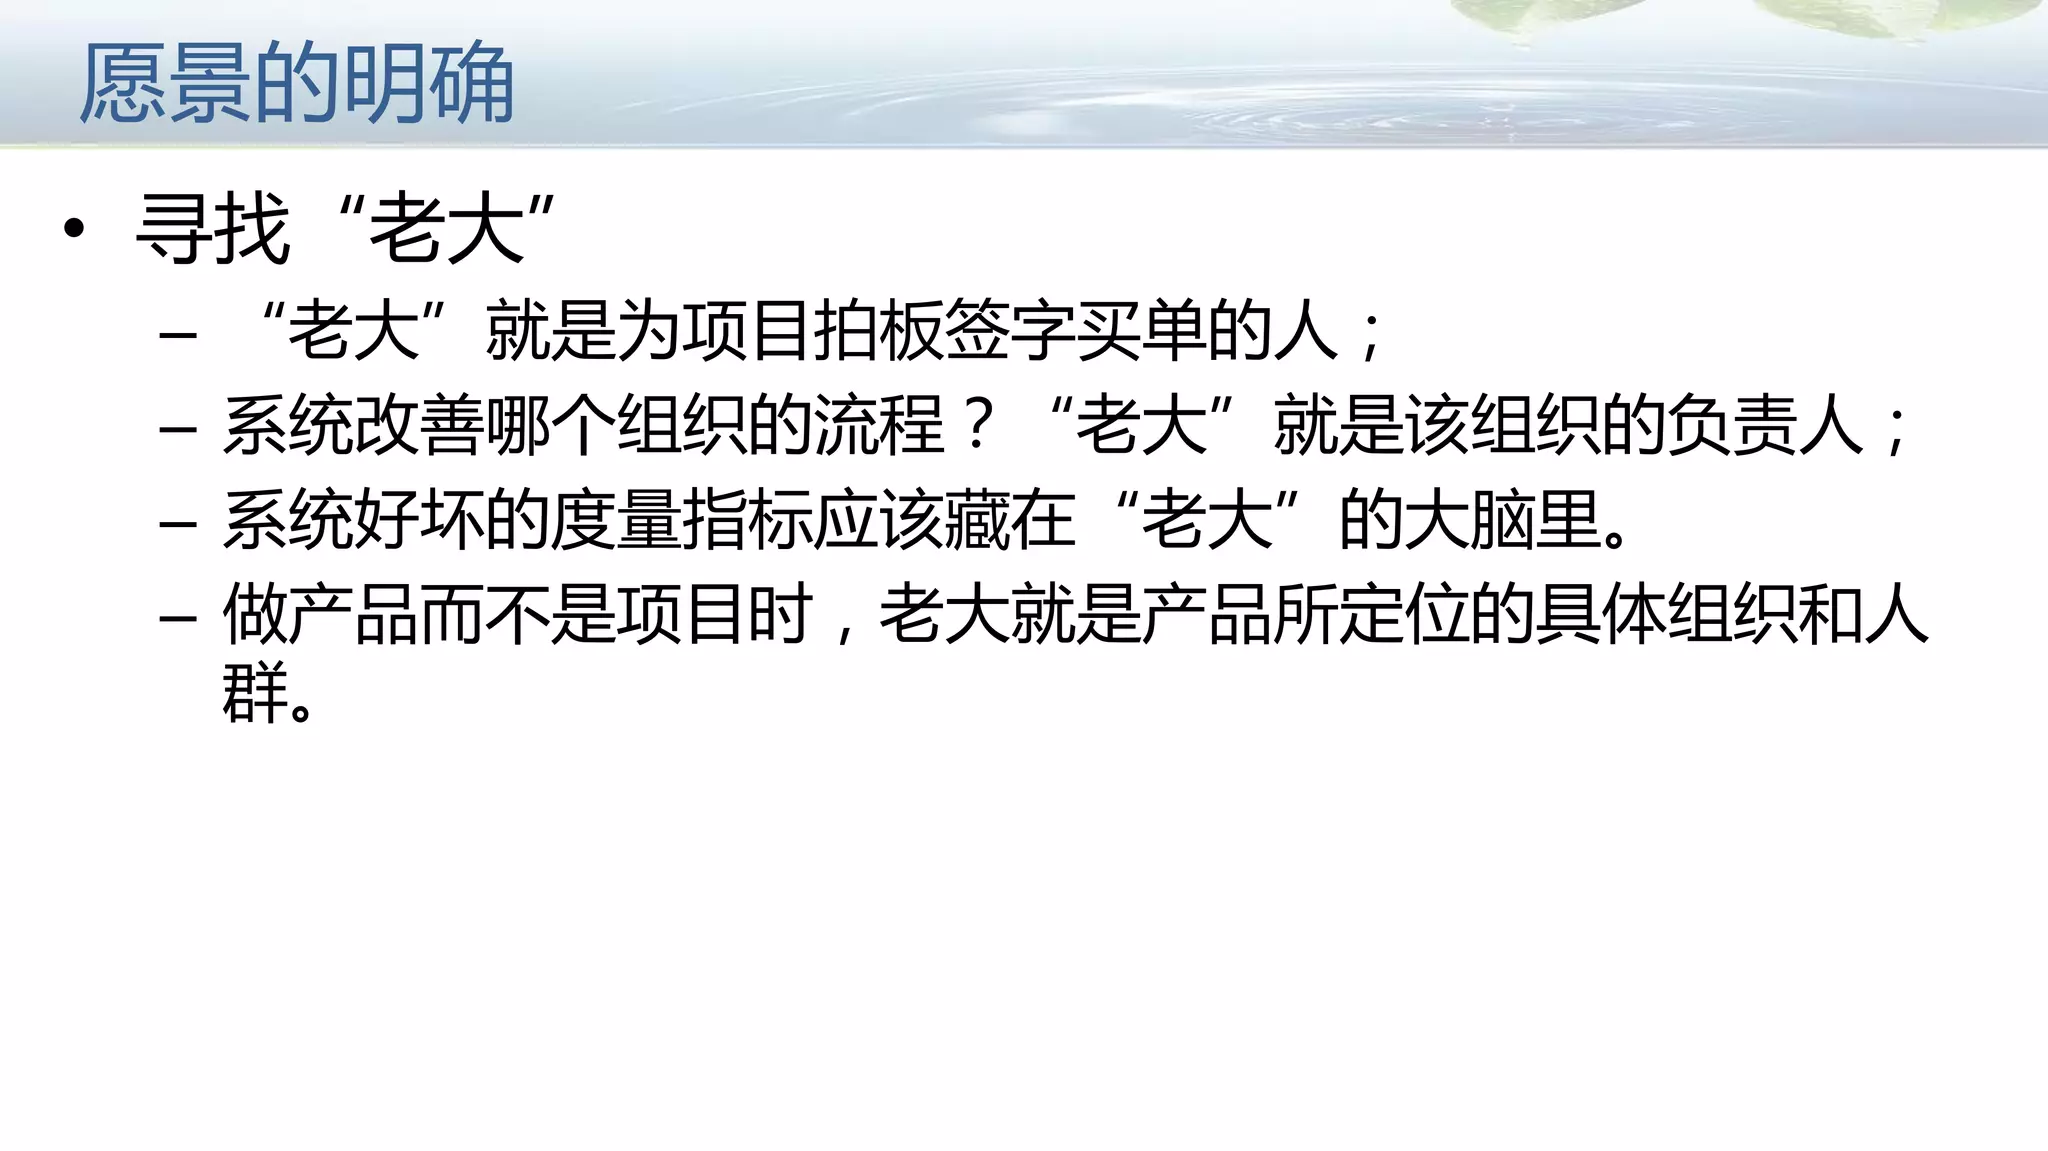 愿景的明确
• 寻找“老大”
– “老大”就是为项目拍板签字买单的人；
– 系统改善哪个组织的流程？“老大”就是该组织的负责人；
– 系统好坏的度量指标应该藏在“老大”的大脑里。
– 做产品而不是项目时，老大就是产品所定位的具体组织和人
群。